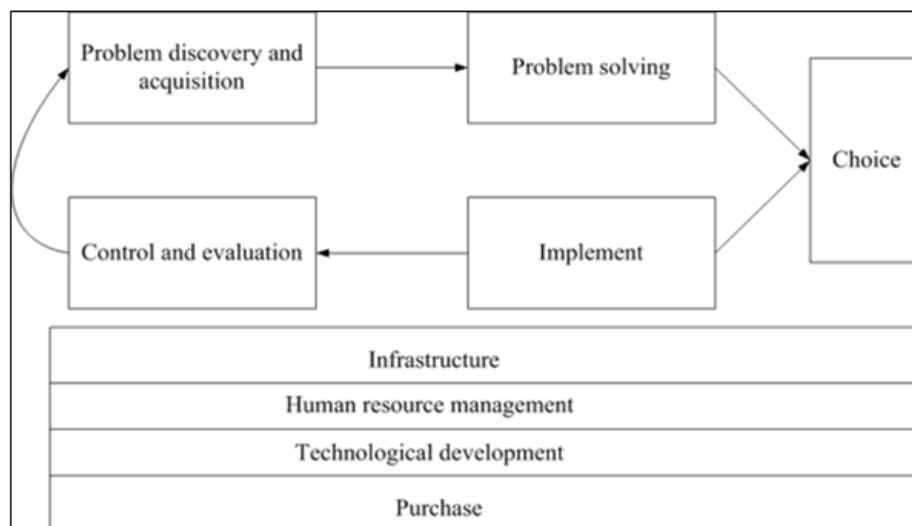 Problem discovery and
acquisition
Problem solving
Choice
Control and evaluation
Implement
Infrastructure
Human resource management
Technological development
Purchase